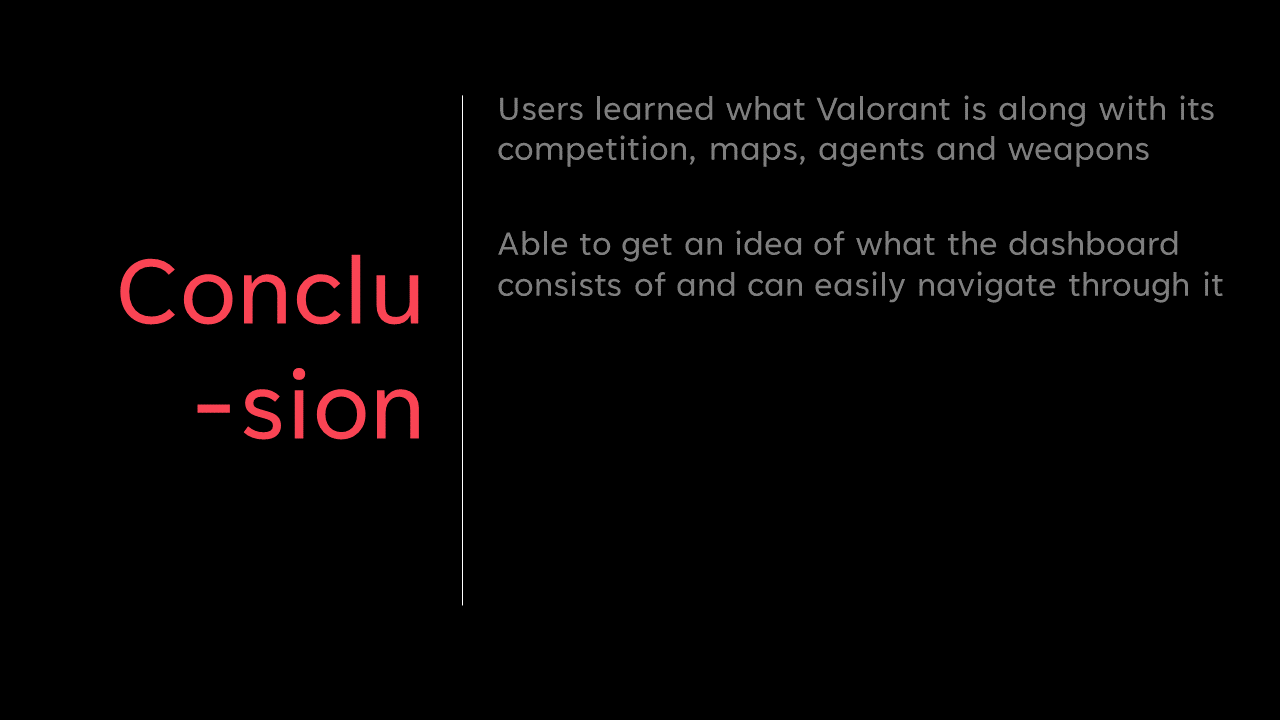 Conclu
-sion
Users learned what Valorant is along with its
competition, maps, agents and weapons
Able to get an idea of what the dashboard
consists of and can easily navigate through it